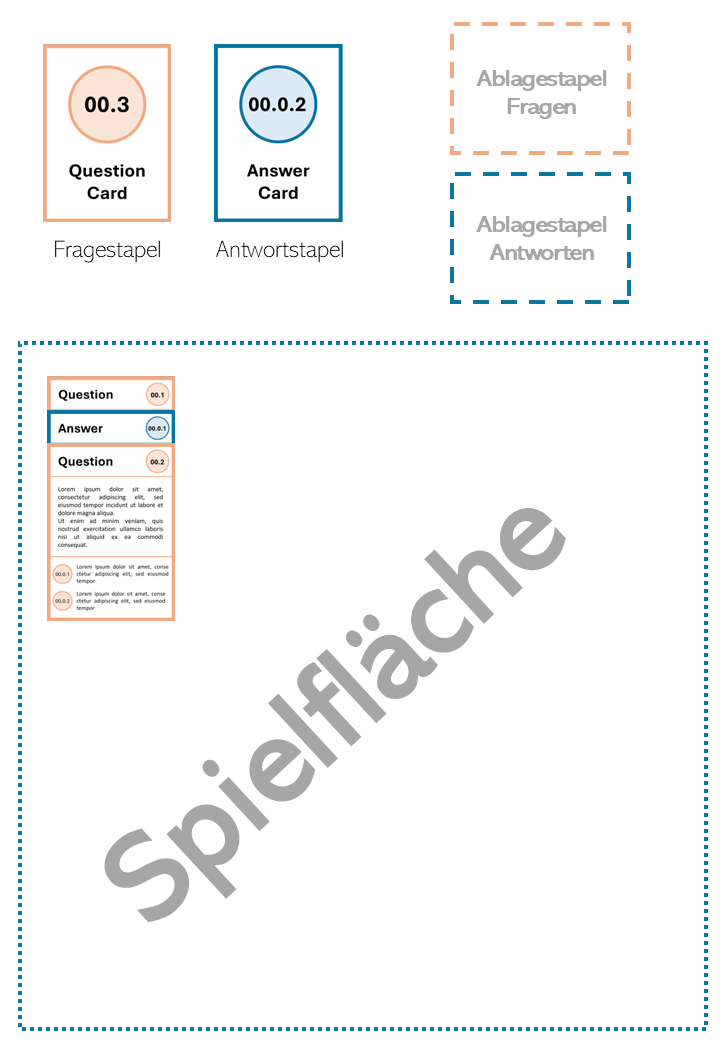 00.3
Question
Card
Fragestapel
00.0.2
Answer
Card
Antwortstapel
Ablagestapel
Fragen
Ablagestapel
Antworten
Question 00.1
Answer 00.0.1
Question 00.2
Lorem ipsum dolor sit amet,
consectetur adipiscing elit, sed
eiusmod tempor incidunt ut labore et
dolore magna aliqua.
Ut enim ad minim veniam, quis
nostrud exercitation ullamco laboris
nisi ut aliquid ex ea commodi
consequat.
00.0.1 Lorem ipsum dolor sit amet, conse
ctetur adipiscing elit, sed eiusmod
tempor
00.0.2 Lorem ipsum dolor sit amet, conse
ctetur adipiscing elit, sed eiusmod
tempor
Spielfläche